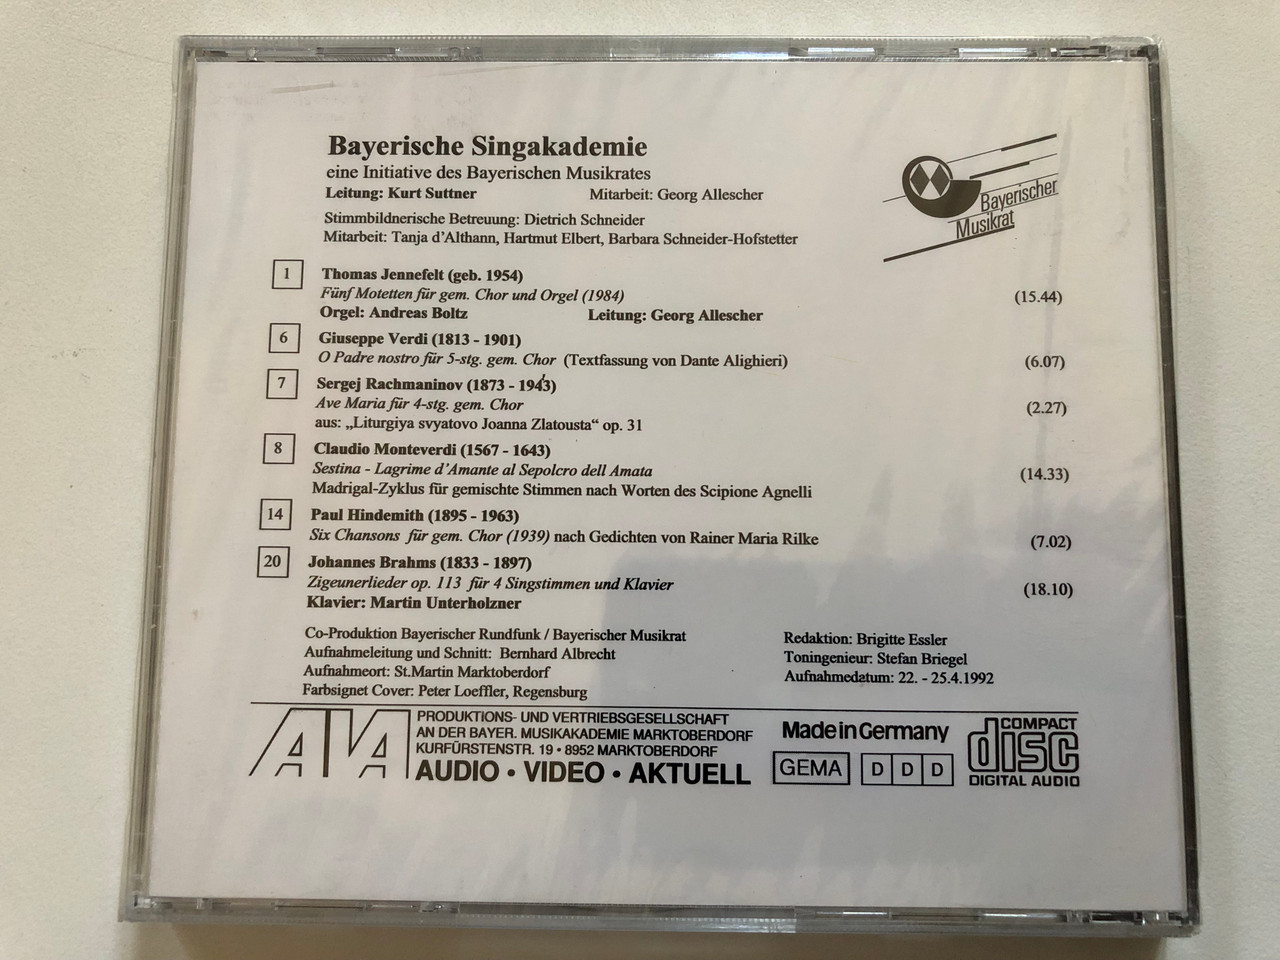 Bayerische Singakademie
eine Initiative des Bayerischen Musikrates
Leitung: Kurt Suttner Mitarbeit: Georg Allescher
Stimmbildnerische Betreuung: Dietrich Schneider
Mitarbeit: Tanja d'Althann, Hartmut Elbert, Barbara Schneider-Hofstetter
Bayerischer
Musikrat
1 Thomas Jennefelt (geb. 1954)
Fünf Motetten für gem. Chor und Orgel (1984) (15.44)
Orgel: Andreas Boltz Leitung: Georg Allescher
6 Giuseppe Verdi (1813 - 1901)
O Padre nostro für 5-stg. gem. Chor (Textfassung von Dante Alighieri) (6.07)
7 Sergej Rachmaninov (1873 - 1943)
Ave Maria für 4-stg. gem. Chor (2.27)
aus: „Liturgiya svyatovo Joanna Zlatousta“ op. 31
8 Claudio Monteverdi (1567 - 1643)
Sestina - Lagrime d'Amante al Sepolcro dell Amata (14.33)
Madrigal-Zyklus für gemischte Stimmen nach Worten des Scipione Agnelli
14 Paul Hindemith (1895 - 1963)
Six Chansons für gem. Chor (1939) nach Gedichten von Rainer Maria Rilke (7.02)
20 Johannes Brahms (1833 - 1897)
Zigeunerlieder op. 113 für 4 Singstimmen und Klavier (18.10)
Klavier: Martin Unterholzner
Co-Produktion Bayerischer Rundfunk / Bayerischer Musikrat
Aufnahmeleitung und Schnitt: Bernhard Albrecht
Aufnahmeort: St.Martin Marktoberdorf
Farbsignet Cover: Peter Loeffler, Regensburg
Redaktion: Brigitte Essler
Toningenieur: Stefan Briegel
Aufnahmedatum: 22. - 25.4.1992
AVA
PRODUKTIONS- UND VERTRIEBSGESELLSCHAFT
AN DER BAYER. MUSIKAKADEMIE MARKTOBERDORF
KURFÜRSTENSTR. 19 • 8952 MARKTOBERDORF
AUDIO • VIDEO • AKTUELL
Made in Germany
GEMA D D D
COMPACT
disc
DIGITAL AUDIO